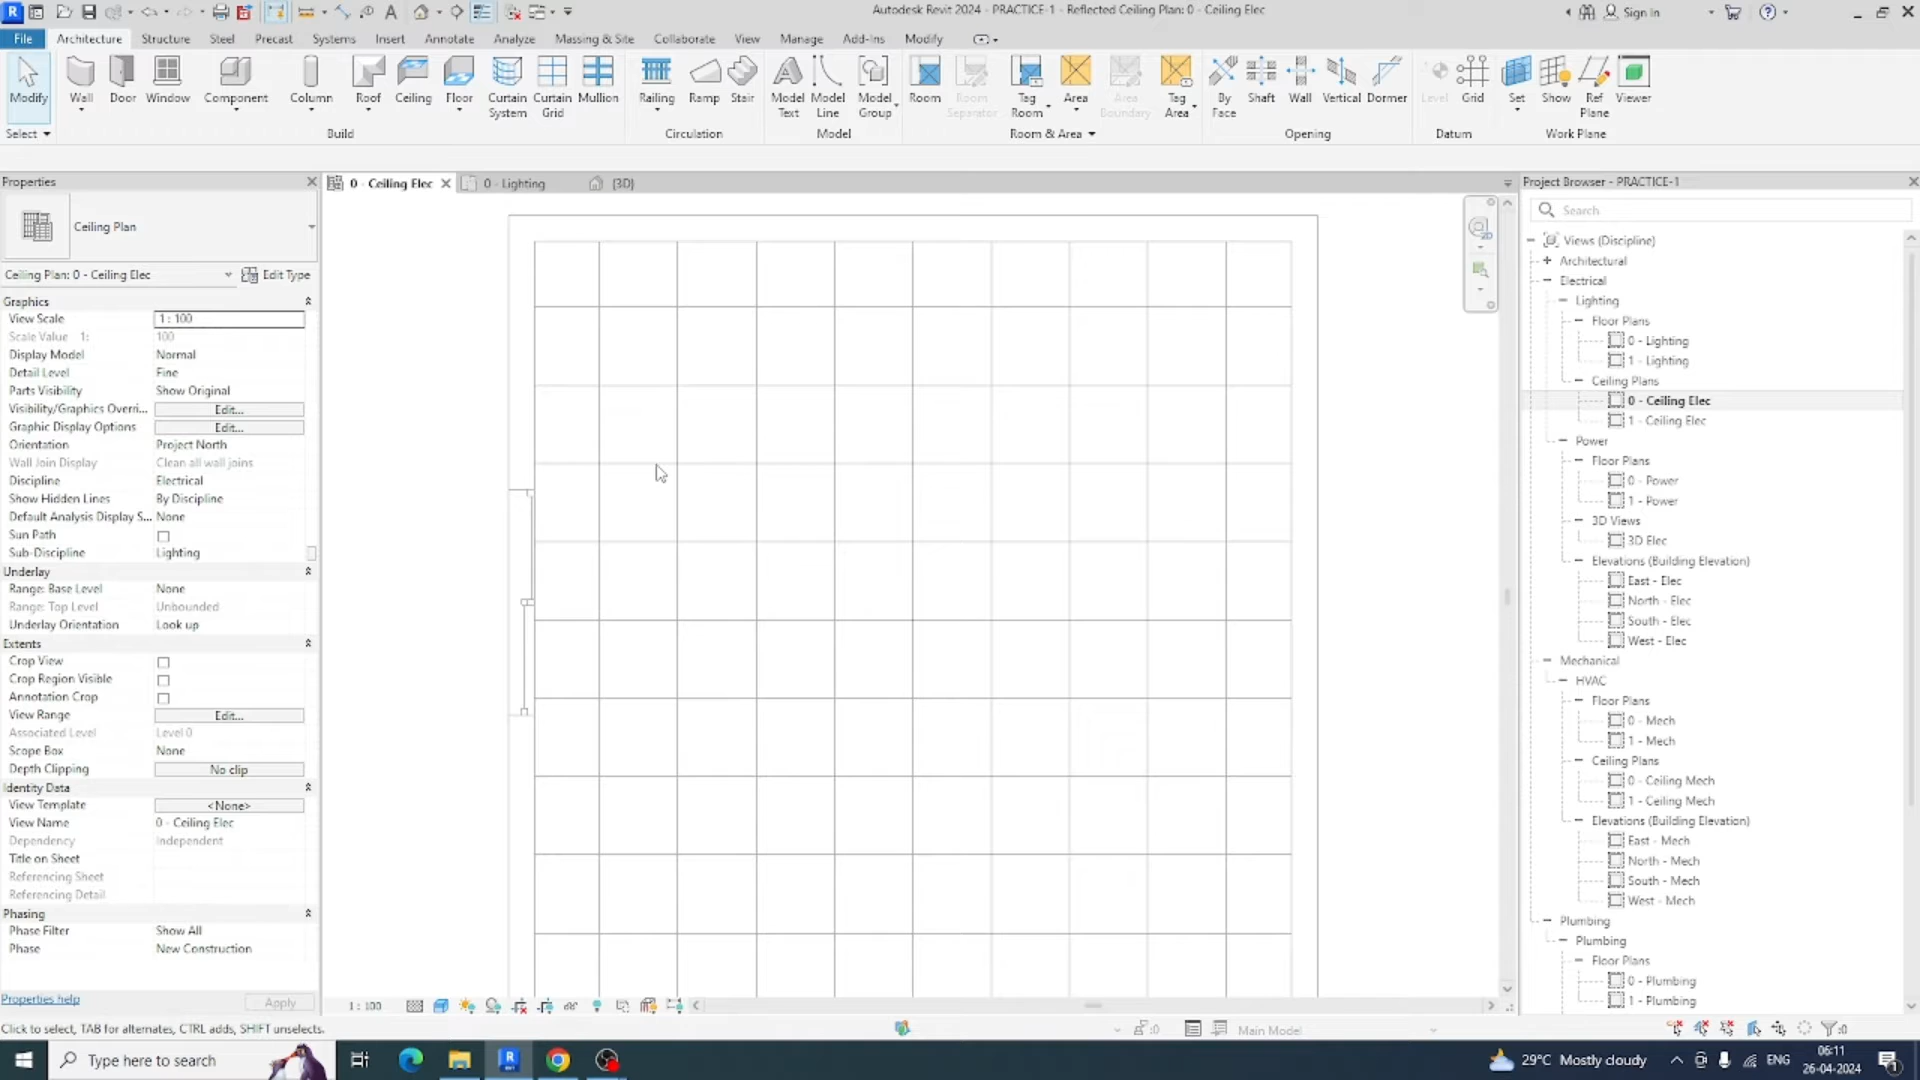 Autodesk Revit 2024 - PRACTICE-1 - Reflected Ceiling Plan: 0 - Ceiling Elec
Sign In
File Architecture Structure Steel Precast Systems Insert Annotate Analyze Massing & Site Collaborate View Manage Add-Ins Modify
Modify Wall Door Window Component Column Roof Ceiling Floor Curtain System Curtain Grid Mullion Railing Ramp Stair Model Text Model Line Model Group Room Room Separator Tag Room Area Area Boundary Tag Area By Face Shaft Wall Vertical Dormer Level Grid Set Show Ref Plane Viewer
Select Build Circulation Model Room & Area Opening Datum Work Plane
Properties
0 - Ceiling Elec
0 - Lighting
{3D}
Project Browser - PRACTICE-1
Ceiling Plan
Ceiling Plan: 0 - Ceiling Elec
Edit Type
Graphics
View Scale 1 : 100
Scale Value 1: 100
Display Model Normal
Detail Level Fine
Parts Visibility Show Original
Visibility/Graphics Overri... Edit...
Graphic Display Options Edit...
Orientation Project North
Wall Join Display Clean all wall joins
Discipline Electrical
Show Hidden Lines By Discipline
Default Analysis Display S... None
Sun Path
Sub-Discipline Lighting
Underlay
Range: Base Level None
Range: Top Level Unbounded
Underlay Orientation Look up
Extents
Crop View
Crop Region Visible
Annotation Crop
View Range Edit...
Associated Level Level 0
Scope Box None
Depth Clipping No clip
Identity Data
View Template <None>
View Name 0 - Ceiling Elec
Dependency Independent
Title on Sheet
Referencing Sheet
Referencing Detail
Phasing
Phase Filter Show All
Phase New Construction
Properties help
Apply
Search
Views (Discipline)
Architectural
Electrical
Lighting
Floor Plans
0 - Lighting
1 - Lighting
Ceiling Plans
0 - Ceiling Elec
1 - Ceiling Elec
Power
Floor Plans
0 - Power
1 - Power
3D Views
3D Elec
Elevations (Building Elevation)
East - Elec
North - Elec
South - Elec
West - Elec
Mechanical
HVAC
Floor Plans
0 - Mech
1 - Mech
Ceiling Plans
0 - Ceiling Mech
1 - Ceiling Mech
Elevations (Building Elevation)
East - Mech
North - Mech
South - Mech
West - Mech
Plumbing
Plumbing
Floor Plans
0 - Plumbing
1 - Plumbing
1 : 100
Click to select, TAB for alternates, CTRL adds, SHIFT unselects.
:0
Main Model
:0
Type here to search
29°C Mostly cloudy
ENG
06:11
26-04-2024
1